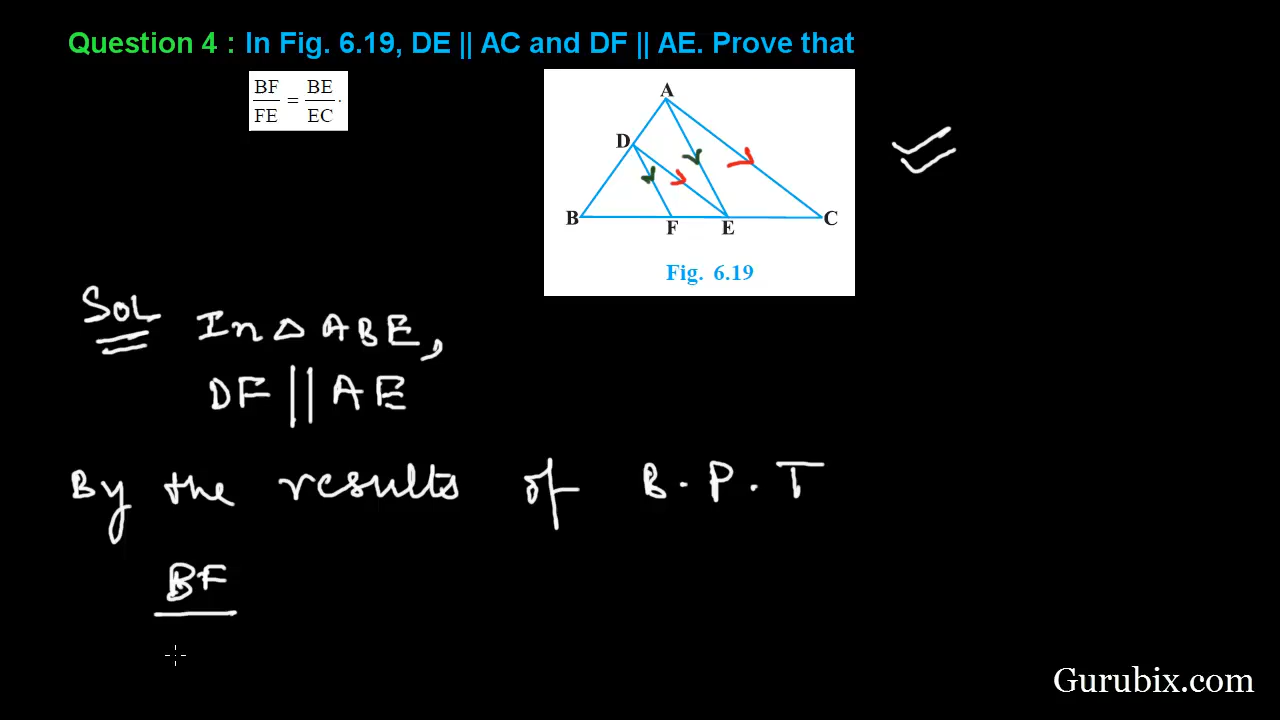 Question 4 : In Fig. 6.19, DE || AC and DF || AE. Prove that
BF/FE = BE/EC.
A
D
B F E C
Fig. 6.19
SOL In △ ABE,
DF || AE
By the results of B.P.T
BF
Gurubix.com